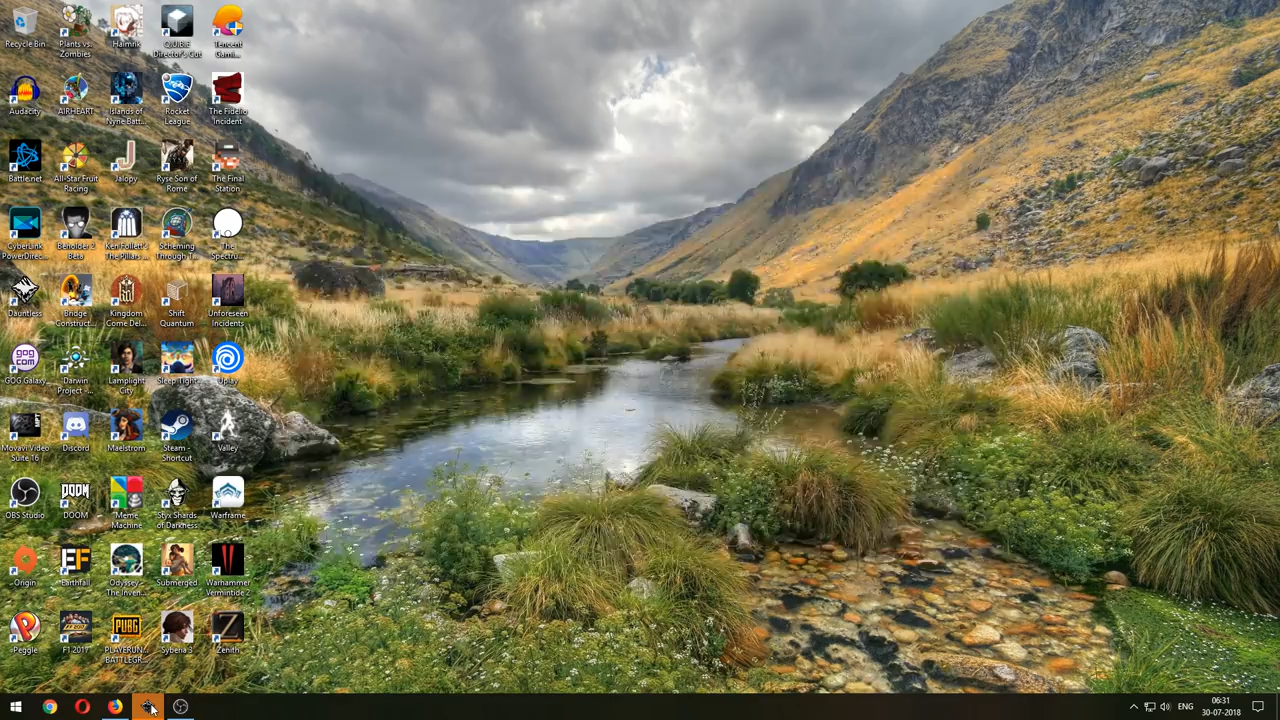 Recycle Bin
Plants vs.
Zombies
Haimrik
Q.U.B.E
Director's Cut
Tencent
Gami...
Audacity
AIRHEART
Islands of
Nyne Batt...
Rocket
League
The Fidelio
Incident
Battle.net
All-Star Fruit
Racing
Jalopy
Ryse Son of
Rome
The Final
Station
CyberLink
PowerDirec...
Beholder 2
Beta
Ken Follett's
The Pillars ...
Scheming
Through T...
The
Spectru...
Dauntless
Bridge
Construct...
Kingdom
Come Del...
Shift
Quantum
Unforeseen
Incidents
GOG Galaxy
Darwin
Project - ...
Lamplight
City
Sleep Tight
Uplay
Movavi Video
Suite 16
Discord
Maelstrom
Steam -
Shortcut
Valley
OBS Studio
DOOM
Meme
Machine
Styx Shards
of Darkness
Warframe
Origin
Earthfall
Odyssey -
The Inven...
Submerged
Warhammer
Vermintide 2
Peggle
F1 2017
PLAYERUN...
BATTLEGR...
Syberia 3
Zenith
ENG
06:31
30-07-2018